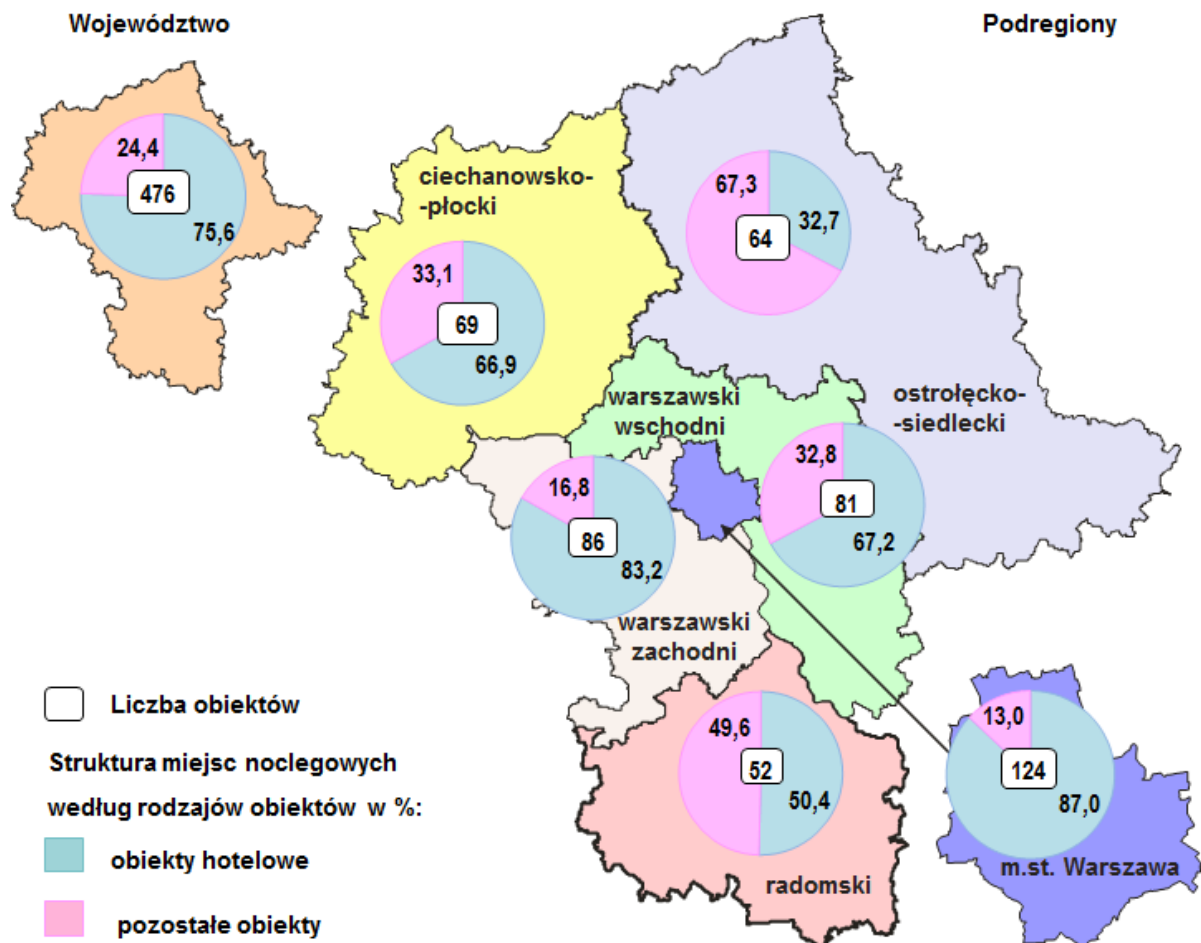 Województwo
Podregiony
24,4
476
75,6
ciechanowsko-
-płocki
33,1
69
66,9
67,3
32,7
64
ostrołęcko-
-siedlecki
warszawski
wschodni
32,8
81
67,2
16,8
86
83,2
warszawski
zachodni
49,6
52
50,4
radomski
13,0
124
87,0
m.st. Warszawa
Liczba obiektów
Struktura miejsc noclegowych
według rodzajów obiektów w %:
obiekty hotelowe
pozostałe obiekty